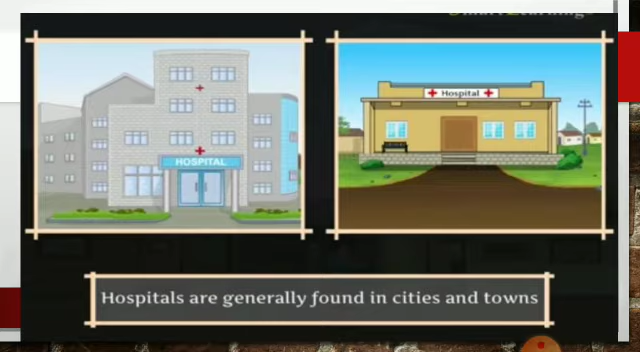 HOSPITAL
+ Hospital +
Hospitals are generally found in cities and towns